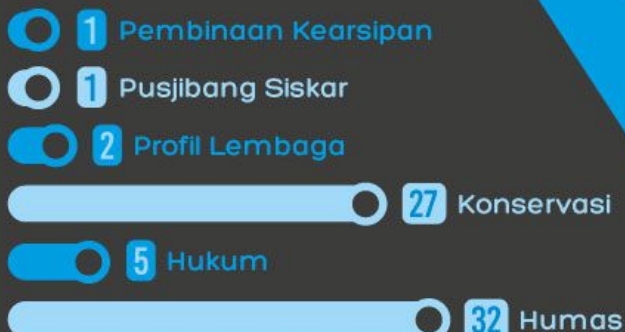 1 Pembinaan Kearsipan
1 Pusjibang Siskar
2 Profil Lembaga
27 Konservasi
5 Hukum
32 Humas